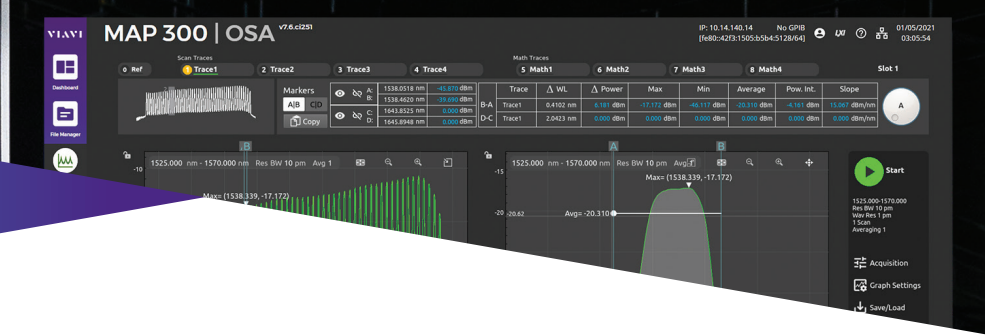 VIAVI
MAP 300 | OSA v7.6.ci251
IP: 10.14.140.14 No GPIB
[fe80::42f3:1505:b5b4:5128/64]
LXI
01/05/2021
03:05:54
Scan Traces
Math Traces
0 Ref 1 Trace1 2 Trace2 3 Trace3 4 Trace4 5 Math1 6 Math2 7 Math3 8 Math4 Slot 1
Dashboard
File Manager
Markers
A|B C|D
Copy
A: 1538.0518 nm -45.870 dBm
B: 1538.4620 nm -39.690 dBm
C: 1643.8525 nm 0.000 dBm
D: 1645.8948 nm 0.000 dBm
Trace Δ WL Δ Power Max Min Average Pow. Int. Slope
B-A Trace1 0.4102 nm 6.181 dBm -17.172 dBm -46.117 dBm -20.310 dBm -4.161 dBm 15.067 dBm/nm
D-C Trace1 2.0423 nm 0.000 dBm 0.000 dBm 0.000 dBm 0.000 dBm 0.000 dBm 0.000 dBm/nm
A
B
1525.000 nm - 1570.000 nm Res BW 10 pm Avg 1
-10
Max= (1538.339, -17.172)
A
B
1525.000 nm - 1570.000 nm Res BW 10 pm Avg
-15
Max= (1538.339, -17.172)
-20
-20.62
Avg= -20.310
Start
1525.000-1570.000
Res BW 10 pm
Wav Res 1 pm
1 Scan
Averaging 1
Acquisition
Graph Settings
Save/Load